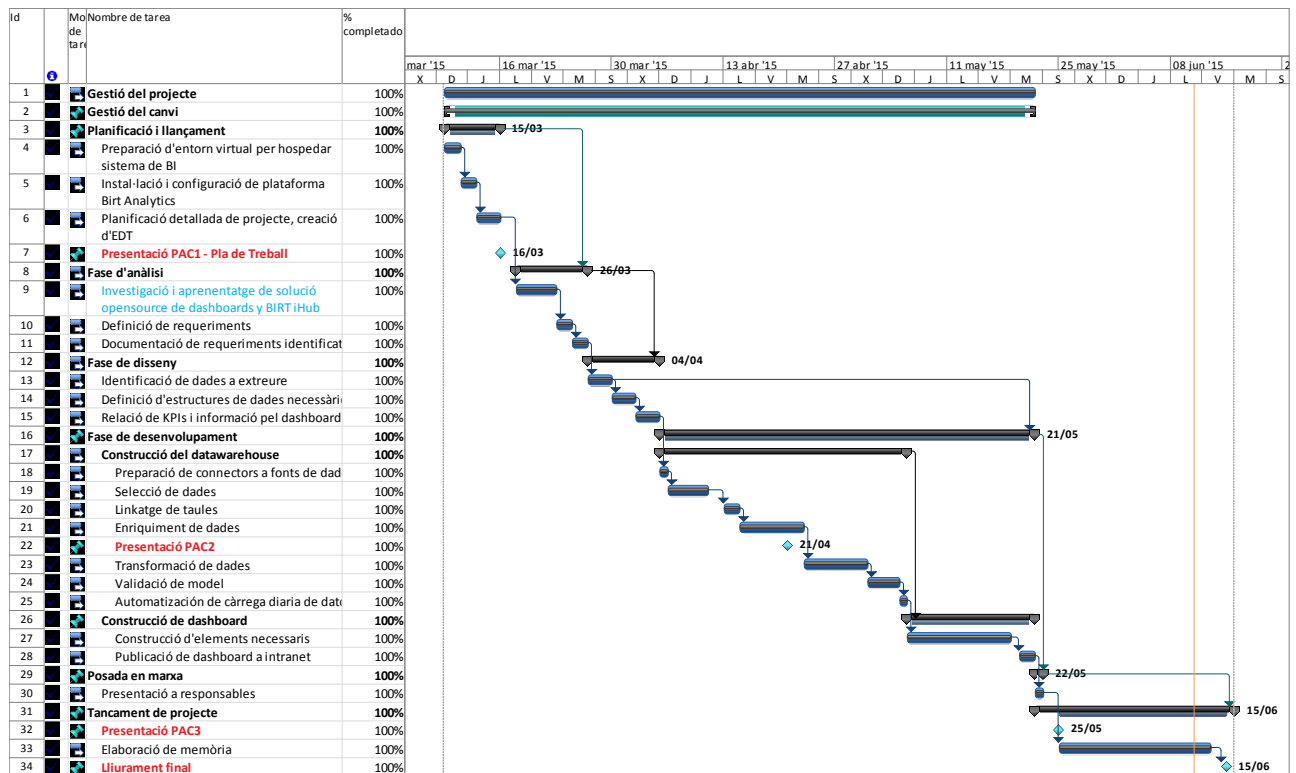 Id
Mo de tare
Nombre de tarea
% completado
mar '15 16 mar '15 30 mar '15 13 abr '15 27 abr '15 11 may '15 25 may '15 08 jun '15 2
X D J L V M S X D J L V M S X D J L V M S X D J L V M S
1 Gestió del projecte 100%
2 Gestió del canvi 100%
3 Planificació i llançament 100% 15/03
4 Preparació d'entorn virtual per hospedar 100%
sistema de BI
5 Instal·lació i configuració de plataforma 100%
Birt Analytics
6 Planificació detallada de projecte, creació 100%
d'EDT
7 Presentació PAC1 - Pla de Treball 100% 16/03
8 Fase d'anàlisi 100% 26/03
9 Investigació i aprenentatge de solució 100%
opensource de dashboards y BIRT iHub
10 Definició de requeriments 100%
11 Documentació de requeriments identificat 100%
12 Fase de disseny 100% 04/04
13 Identificació de dades a extreure 100%
14 Definició d'estructures de dades necessàri 100%
15 Relació de KPIs i informació pel dashboard 100%
16 Fase de desenvolupament 100% 21/05
17 Construcció del datawarehouse 100%
18 Preparació de connectors a fonts de dad 100%
19 Selecció de dades 100%
20 Linkatge de taules 100%
21 Enriquiment de dades 100%
22 Presentació PAC2 100% 21/04
23 Transformació de dades 100%
24 Validació de model 100%
25 Automatización de càrrega diaria de dato 100%
26 Construcció de dashboard 100%
27 Construcció d'elements necessaris 100%
28 Publicació de dashboard a intranet 100%
29 Posada en marxa 100% 22/05
30 Presentació a responsables 100%
31 Tancament de projecte 100% 15/06
32 Presentació PAC3 100% 25/05
33 Elaboració de memòria 100%
34 Lliurament final 100% 15/06